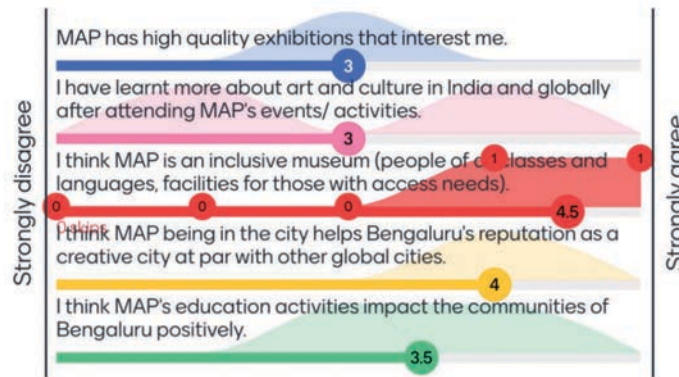 MAP has high quality exhibitions that interest me.
3
I have learnt more about art and culture in India and globally
after attending MAP's events/ activities.
3
I think MAP is an inclusive museum (people of classes and
1
1
languages, facilities for those with access needs).
0
0
0
4.5
0 skips
I think MAP being in the city helps Bengaluru's reputation as a
creative city at par with other global cities.
4
I think MAP's education activities impact the communities of
Bengaluru positively.
3.5
Strongly disagree
Strongly agree